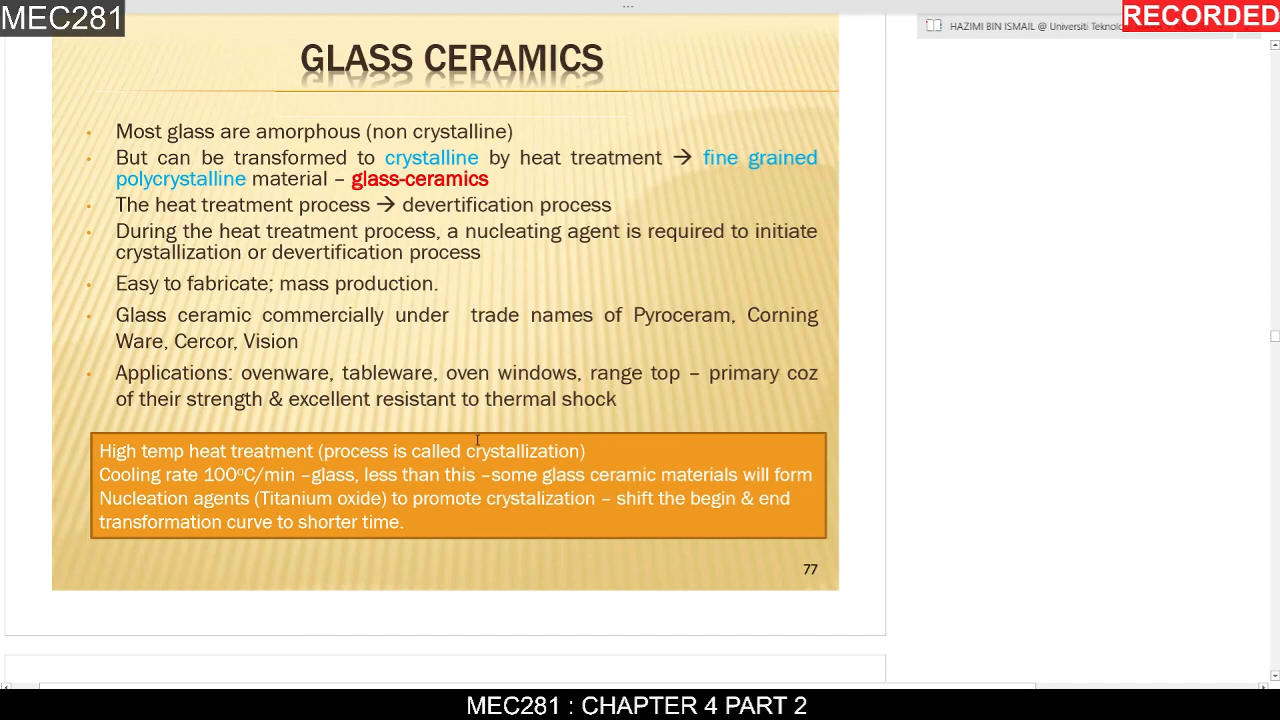 MEC281
RECORDED
HAZIMI BIN ISMAIL @ Universiti Teknolo
GLASS CERAMICS
• Most glass are amorphous (non crystalline)
• But can be transformed to crystalline by heat treatment → fine grained
polycrystalline material – glass-ceramics
• The heat treatment process → devertification process
• During the heat treatment process, a nucleating agent is required to initiate
crystallization or devertification process
• Easy to fabricate; mass production.
• Glass ceramic commercially under trade names of Pyroceram, Corning
Ware, Cercor, Vision
• Applications: ovenware, tableware, oven windows, range top – primary coz
of their strength & excellent resistant to thermal shock
High temp heat treatment (process is called crystallization)
Cooling rate 100ºC/min –glass, less than this –some glass ceramic materials will form
Nucleation agents (Titanium oxide) to promote crystalization – shift the begin & end
transformation curve to shorter time.
77
MEC281 : CHAPTER 4 PART 2